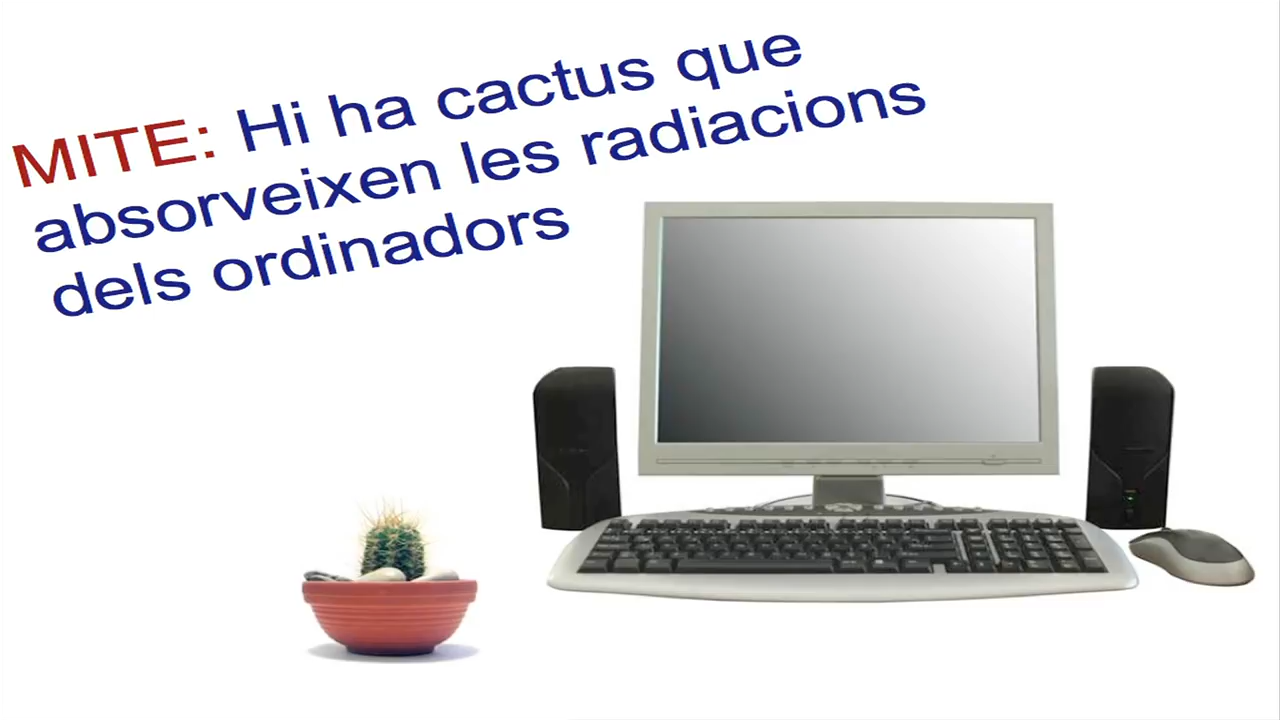 MITE: Hi ha cactus que
absorveixen les radiacions
dels ordinadors